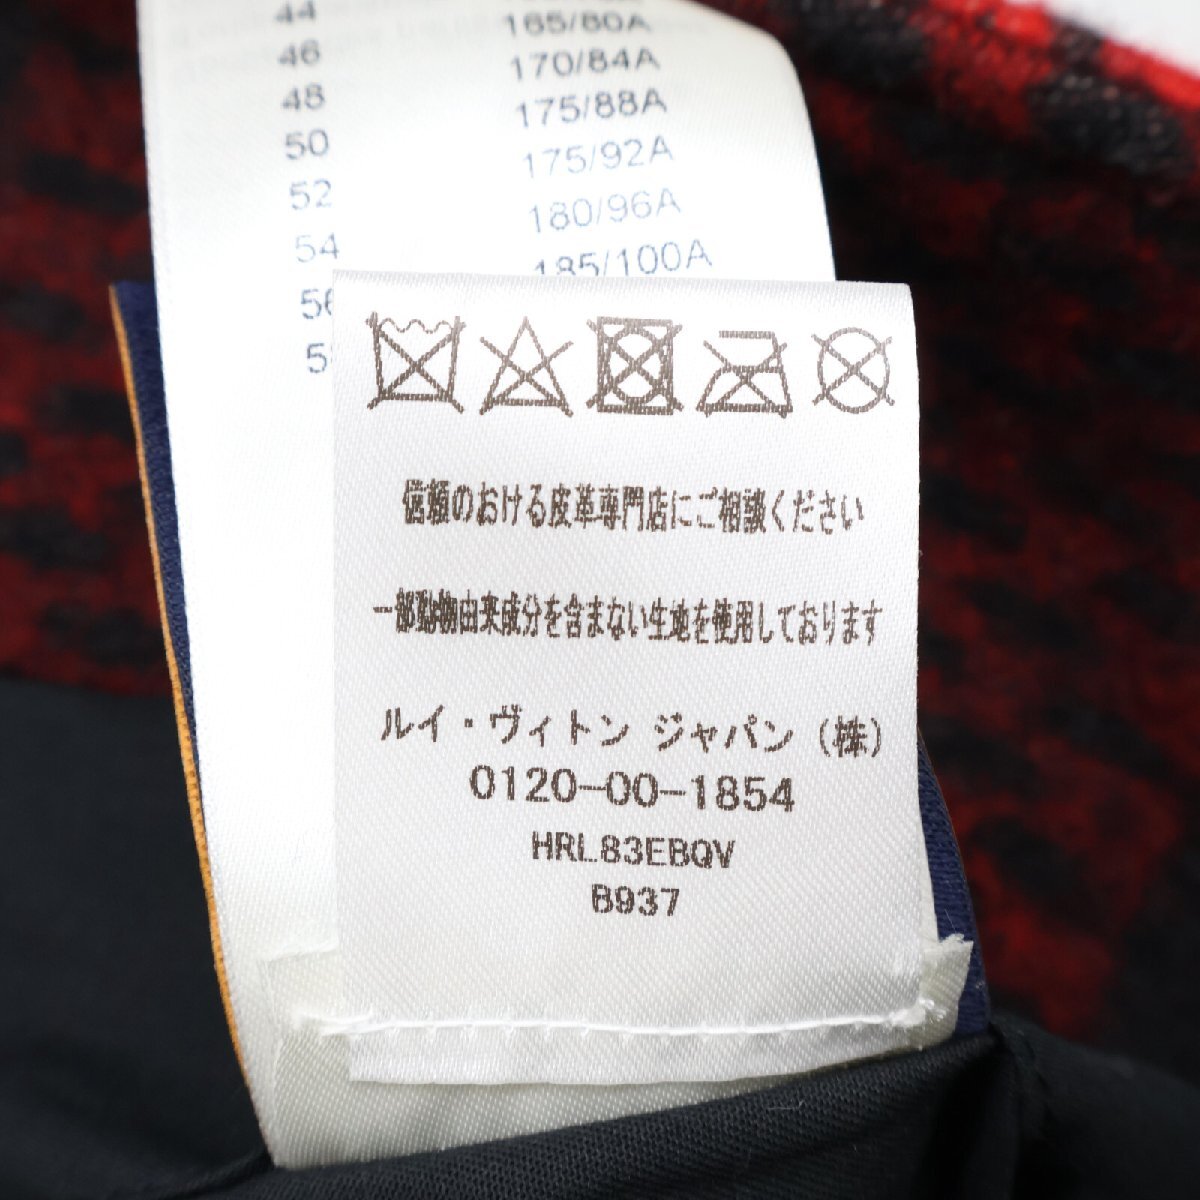 44
46 165/80A
48 170/84A
50 175/88A
52 175/92A
54 180/96A
185/100A
信頼のおける皮革専門店にご相談ください
一部動物由来成分を含まない生地を使用しております
ルイ・ヴィトン ジャパン（株）
0120-00-1854
HRL83EBQV
B937